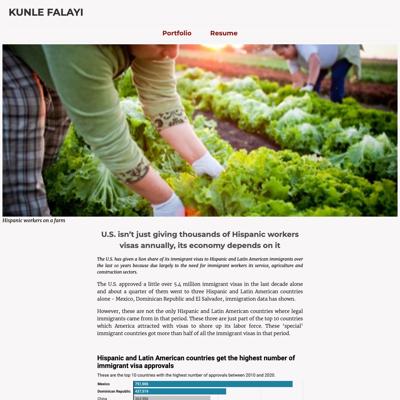 KUNLE FALAYI
Portfolio Resume
Hispanic workers on a farm
U.S. isn't just giving thousands of Hispanic workers
visas annually, its economy depends on it
The U.S. has given a lion share of its immigrant visas to Hispanic and Latin American immigrants over
the last 10 years because due largely to the need for immigrant workers its service, agriculture and
construction sectors.
The U.S. approved a little over 5.4 million immigrant visas in the last decade alone
and about a quarter of them went to three Hispanic and Latin American countries
alone - Mexico, Dominican Republic and El Salvador, immigration data has shown.
However, these are not the only Hispanic and Latin American countries where legal
immigrants came from in that period. These three are just part of the top 10 countries
which America attracted with visas to shore up its labor force. These 'special'
immigrant countries got more than half of all the immigrant visas in that period.
Hispanic and Latin American countries get the highest number of
immigrant visa approvals
These are the top 10 countries with the highest number of approvals between 2010 and 2020.
Mexico
Dominican Republic
China